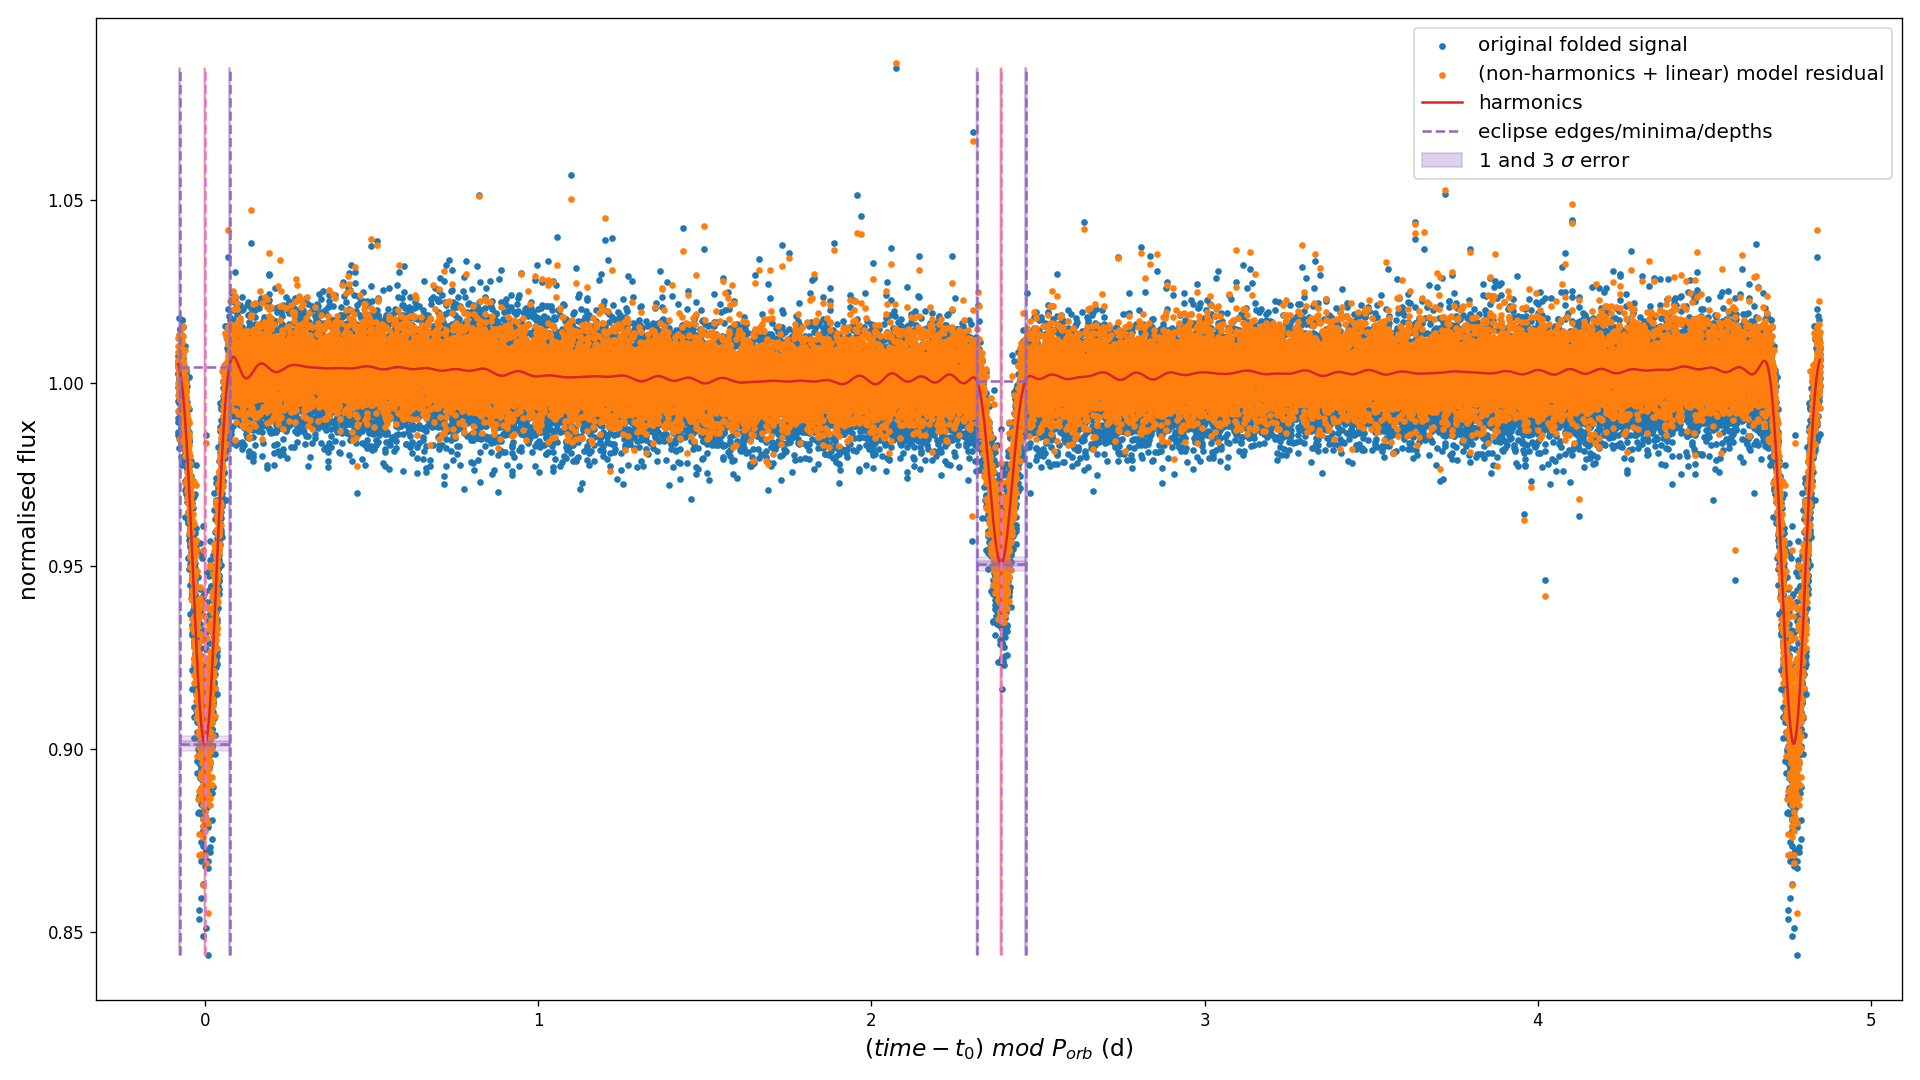 original folded signal
(non-harmonics + linear) model residual
harmonics
eclipse edges/minima/depths
1 and 3 σ error
normalised flux
1.05
1.00
0.95
0.90
0.85
0 1 2 3 4 5
(time − t₀) mod P_orb (d)